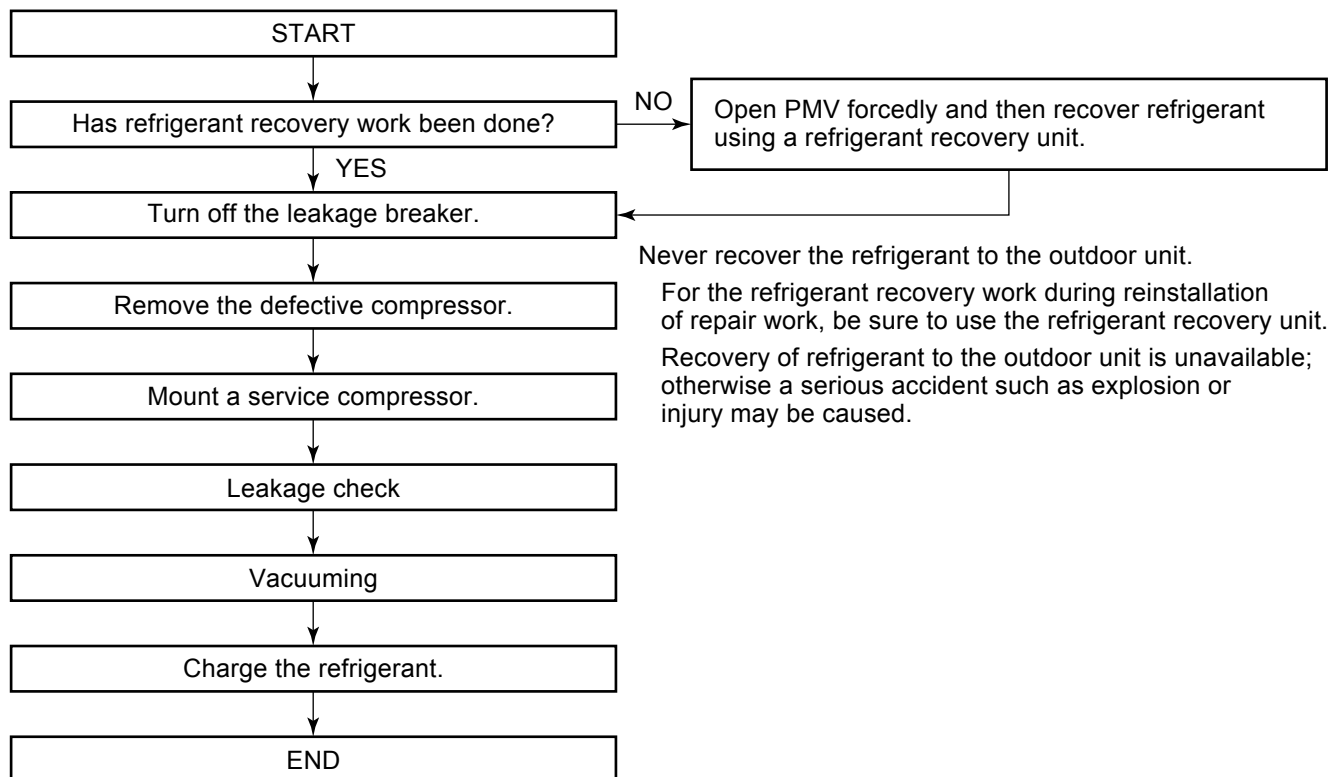 START
Has refrigerant recovery work been done?
NO
Open PMV forcedly and then recover refrigerant
using a refrigerant recovery unit.
YES
Turn off the leakage breaker.
Never recover the refrigerant to the outdoor unit.
For the refrigerant recovery work during reinstallation
of repair work, be sure to use the refrigerant recovery unit.
Recovery of refrigerant to the outdoor unit is unavailable;
otherwise a serious accident such as explosion or
injury may be caused.
Remove the defective compressor.
Mount a service compressor.
Leakage check
Vacuuming
Charge the refrigerant.
END